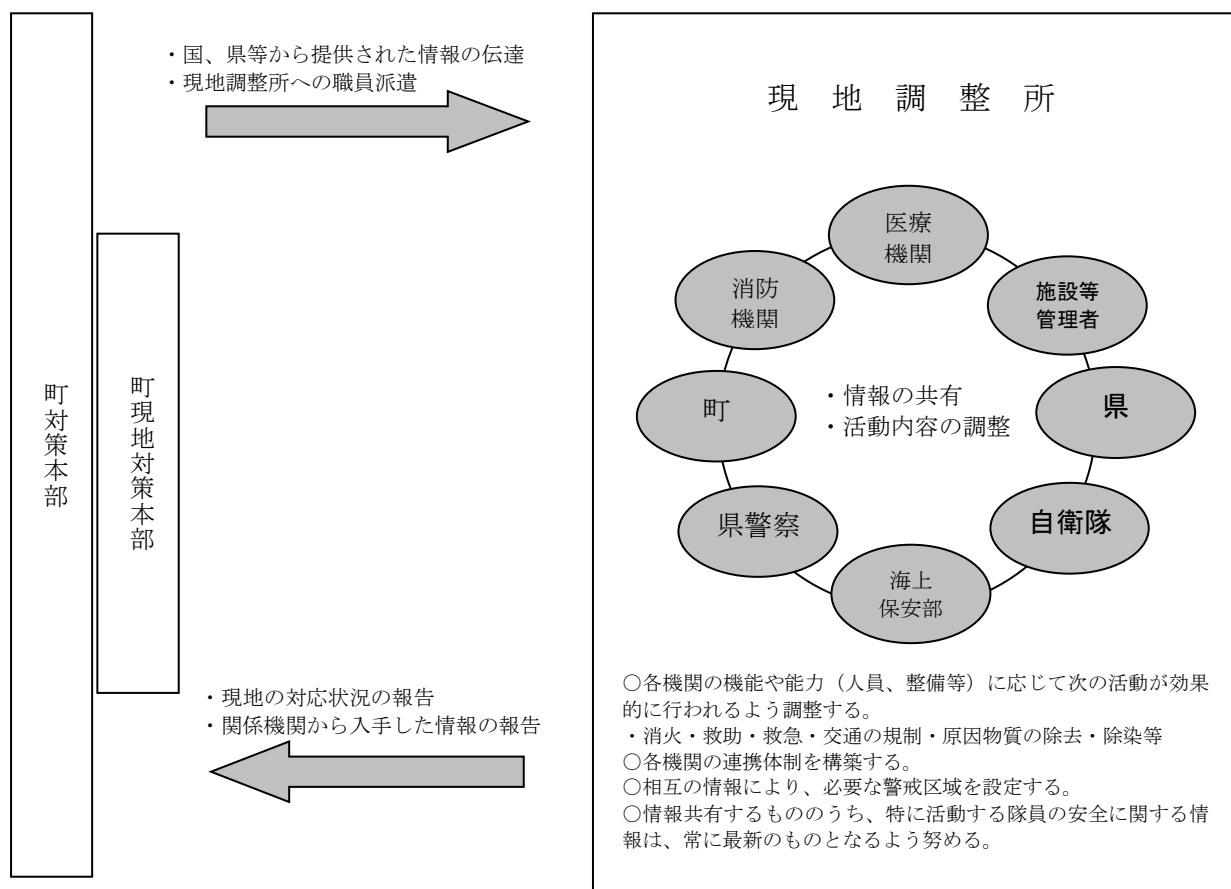 ・国、県等から提供された情報の伝達
・現地調整所への職員派遣
町対策本部
町現地対策本部
・現地の対応状況の報告
・関係機関から入手した情報の報告
現地調整所
医療
機関
消防
機関
施設等
管理者
町
・情報の共有
・活動内容の調整
県
県警察
自衛隊
海上
保安部
○各機関の機能や能力（人員、整備等）に応じて次の活動が効果
的に行われるよう調整する。
・消火・救助・救急・交通の規制・原因物質の除去・除染等
○各機関の連携体制を構築する。
○相互の情報により、必要な警戒区域を設定する。
○情報共有するもののうち、特に活動する隊員の安全に関する情
報は、常に最新のものとなるよう努める。